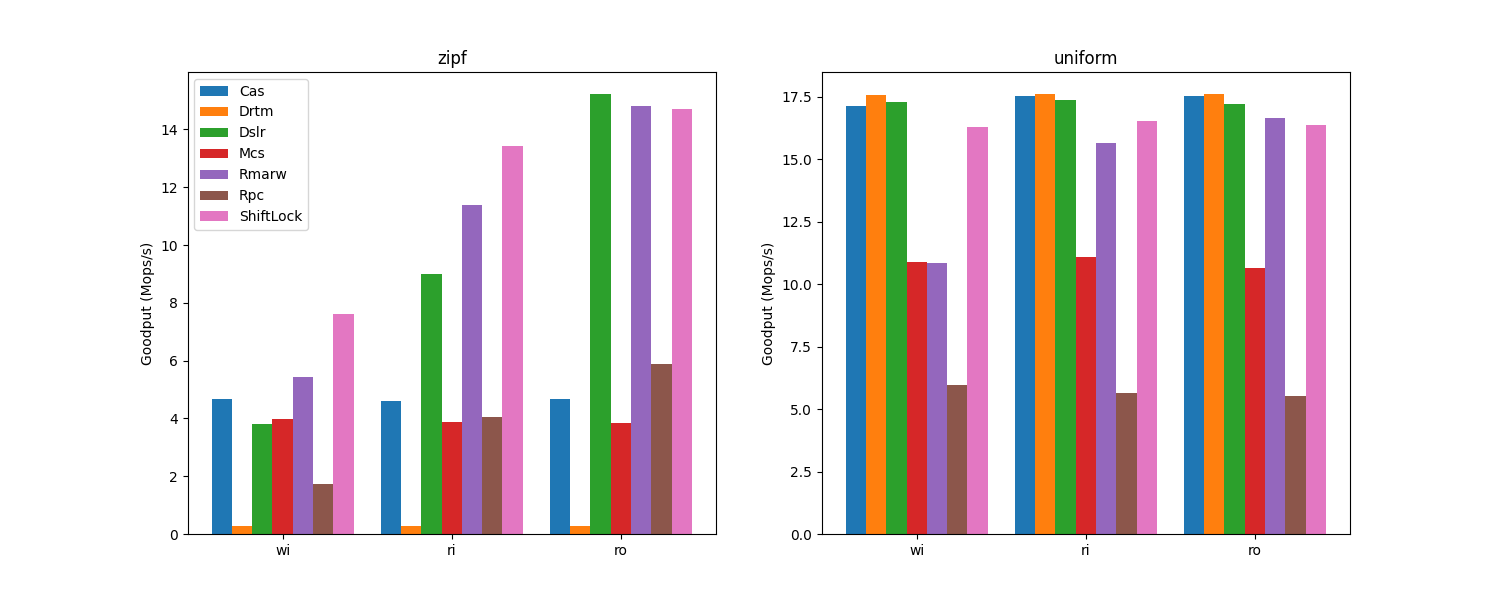 zipf
Goodput (Mops/s)
14
12
10
8
6
4
2
0
Cas
Drtm
Dslr
Mcs
Rmarw
Rpc
ShiftLock
wi
ri
ro
uniform
Goodput (Mops/s)
17.5
15.0
12.5
10.0
7.5
5.0
2.5
0.0
wi
ri
ro